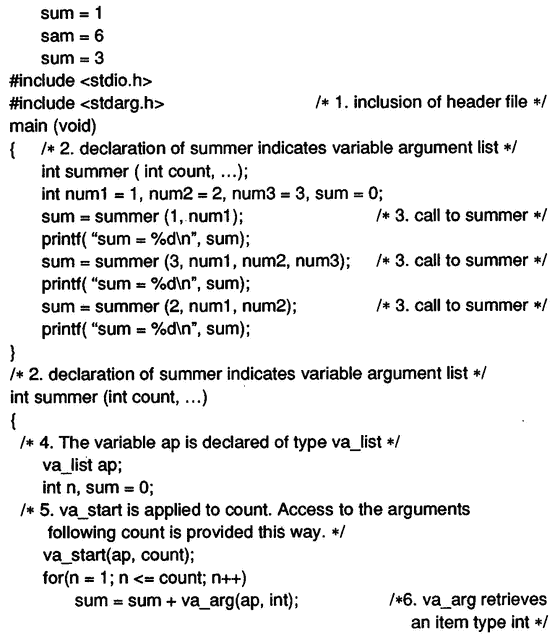 sum = 1
sam = 6
sum = 3
#include <stdio.h>
#include <stdarg.h> /* 1. inclusion of header file */
main (void)
{ /* 2. declaration of summer indicates variable argument list */
int summer ( int count, ...);
int num1 = 1, num2 = 2, num3 = 3, sum = 0;
sum = summer (1, num1); /* 3. call to summer */
printf( "sum = %d\n", sum);
sum = summer (3, num1, num2, num3); /* 3. call to summer */
printf( "sum = %d\n", sum);
sum = summer (2, num1, num2); /* 3. call to summer */
printf( "sum = %d\n", sum);
}
/* 2. declaration of summer indicates variable argument list */
int summer (int count, ...)
{
/* 4. The variable ap is declared of type va_list */
va_list ap;
int n, sum = 0;
/* 5. va_start is applied to count. Access to the arguments
following count is provided this way. */
va_start(ap, count);
for(n = 1; n <= count; n++)
sum = sum + va_arg(ap, int); /*6. va_arg retrieves
an item type int */